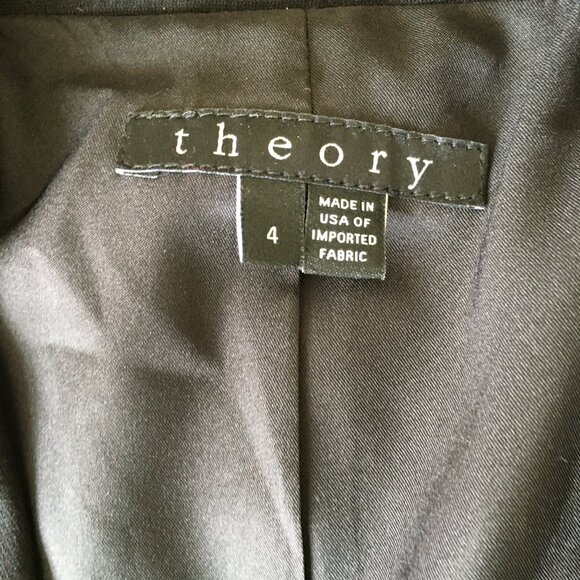 theory
4
MADE IN
USA OF
IMPORTED
FABRIC